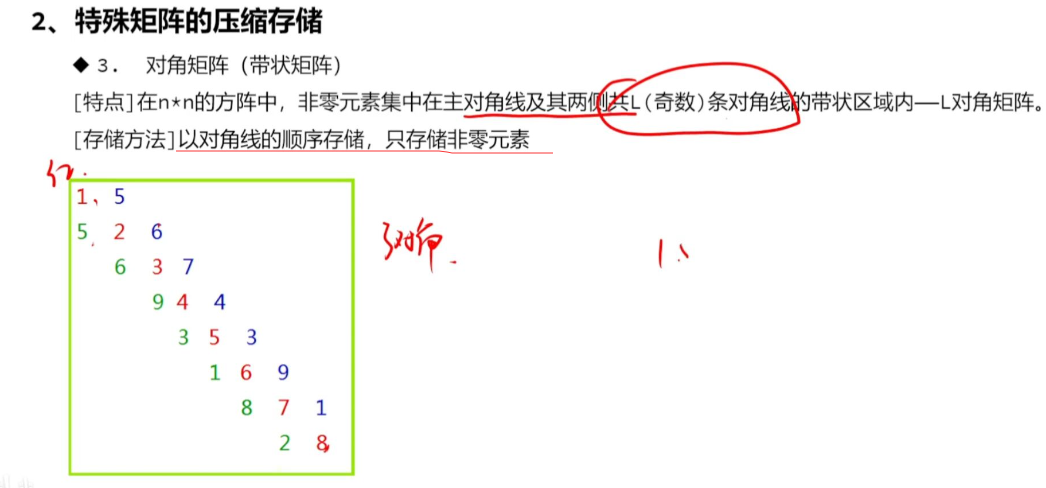 2、特殊矩阵的压缩存储
◆ 3． 对角矩阵（带状矩阵）
[特点]在n*n的方阵中，非零元素集中在主对角线及其两侧共L(奇数)条对角线的带状区域内—L对角矩阵。
[存储方法]以对角线的顺序存储，只存储非零元素
1、 5
5 2 6
6 3 7
9 4 4
3 5 3
1 6 9
8 7 1
2 8
3对角